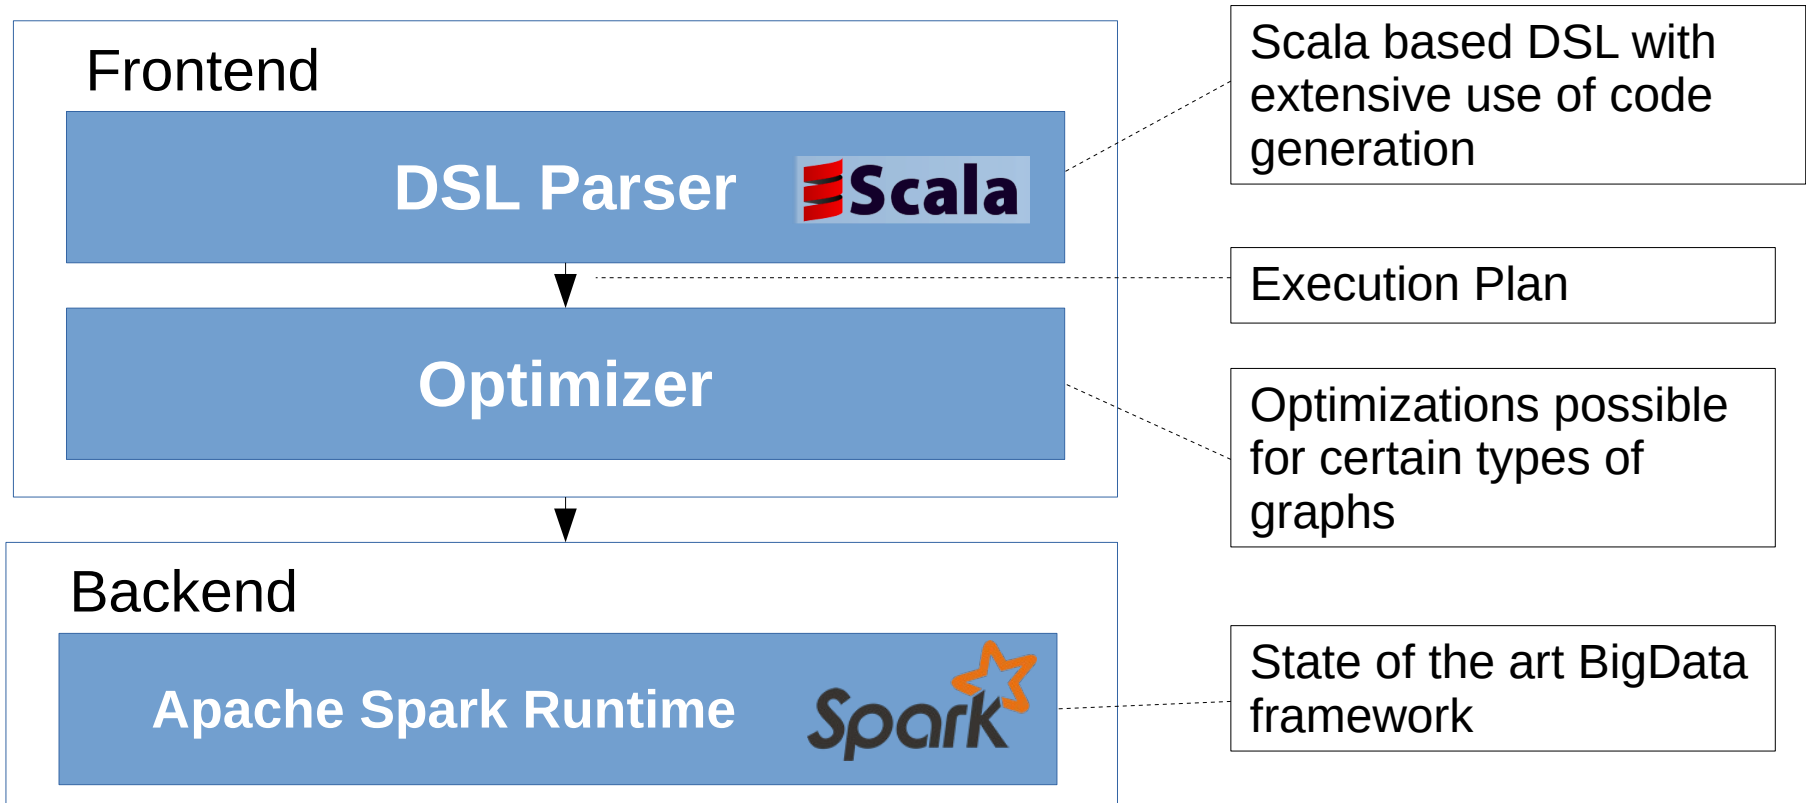 Frontend
DSL Parser
Scala
Optimizer
Backend
Apache Spark Runtime
Spark
Scala based DSL with
extensive use of code
generation
Execution Plan
Optimizations possible
for certain types of
graphs
State of the art BigData
framework